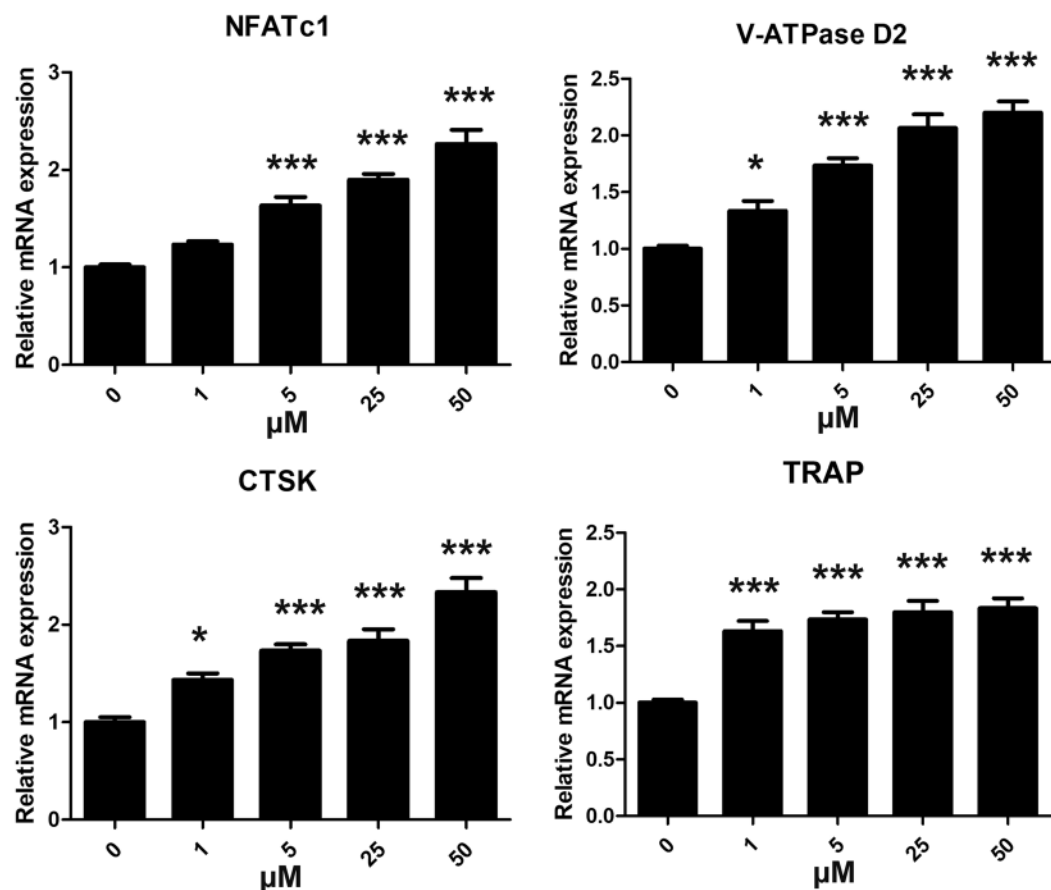 NFATc1
Relative mRNA expression
3
2
1
0
***
***
***
0 1 5 25 50
µM
V-ATPase D2
Relative mRNA expression
2.5
2.0
1.5
1.0
0.5
0.0
*
***
***
***
0 1 5 25 50
µM
CTSK
Relative mRNA expression
3
2
1
0
*
***
***
***
0 1 5 25 50
µM
TRAP
Relative mRNA expression
2.5
2.0
1.5
1.0
0.5
0.0
***
***
***
***
0 1 5 25 50
µM